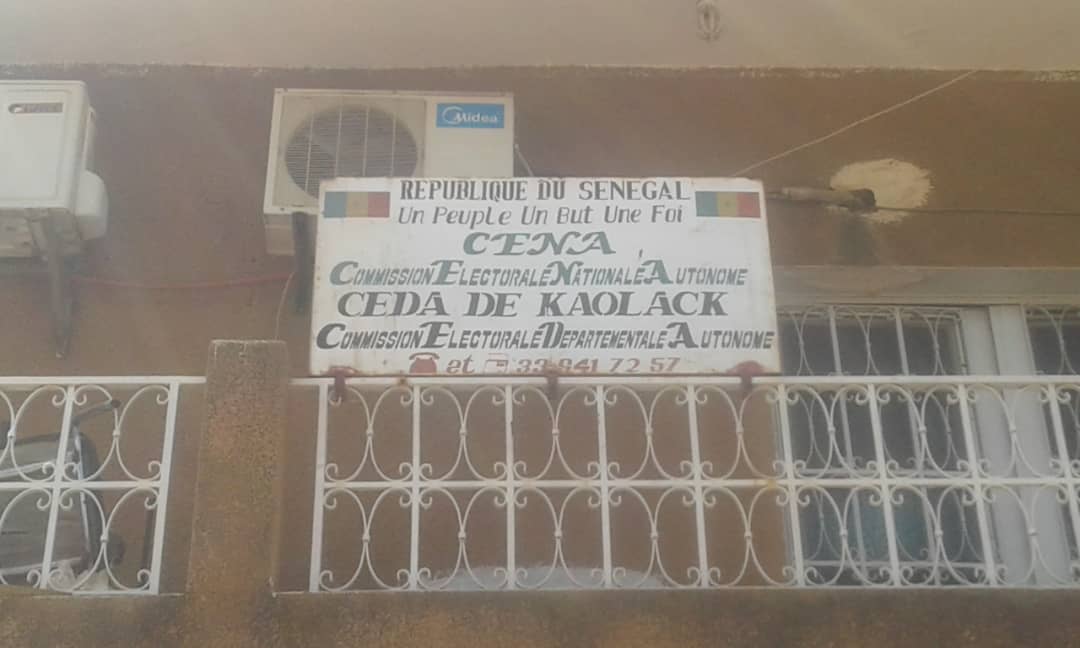 Midea
REPUBLIQUE DU SENEGAL
Un Peuple Un But Une Foi
CENA
COMMISSION ELECTORALE NATIONALE AUTONOME
CEDA DE KAOLACK
COMMISSION ELECTORALE DEPARTEMENTALE AUTONOME
et 33 941 72 57